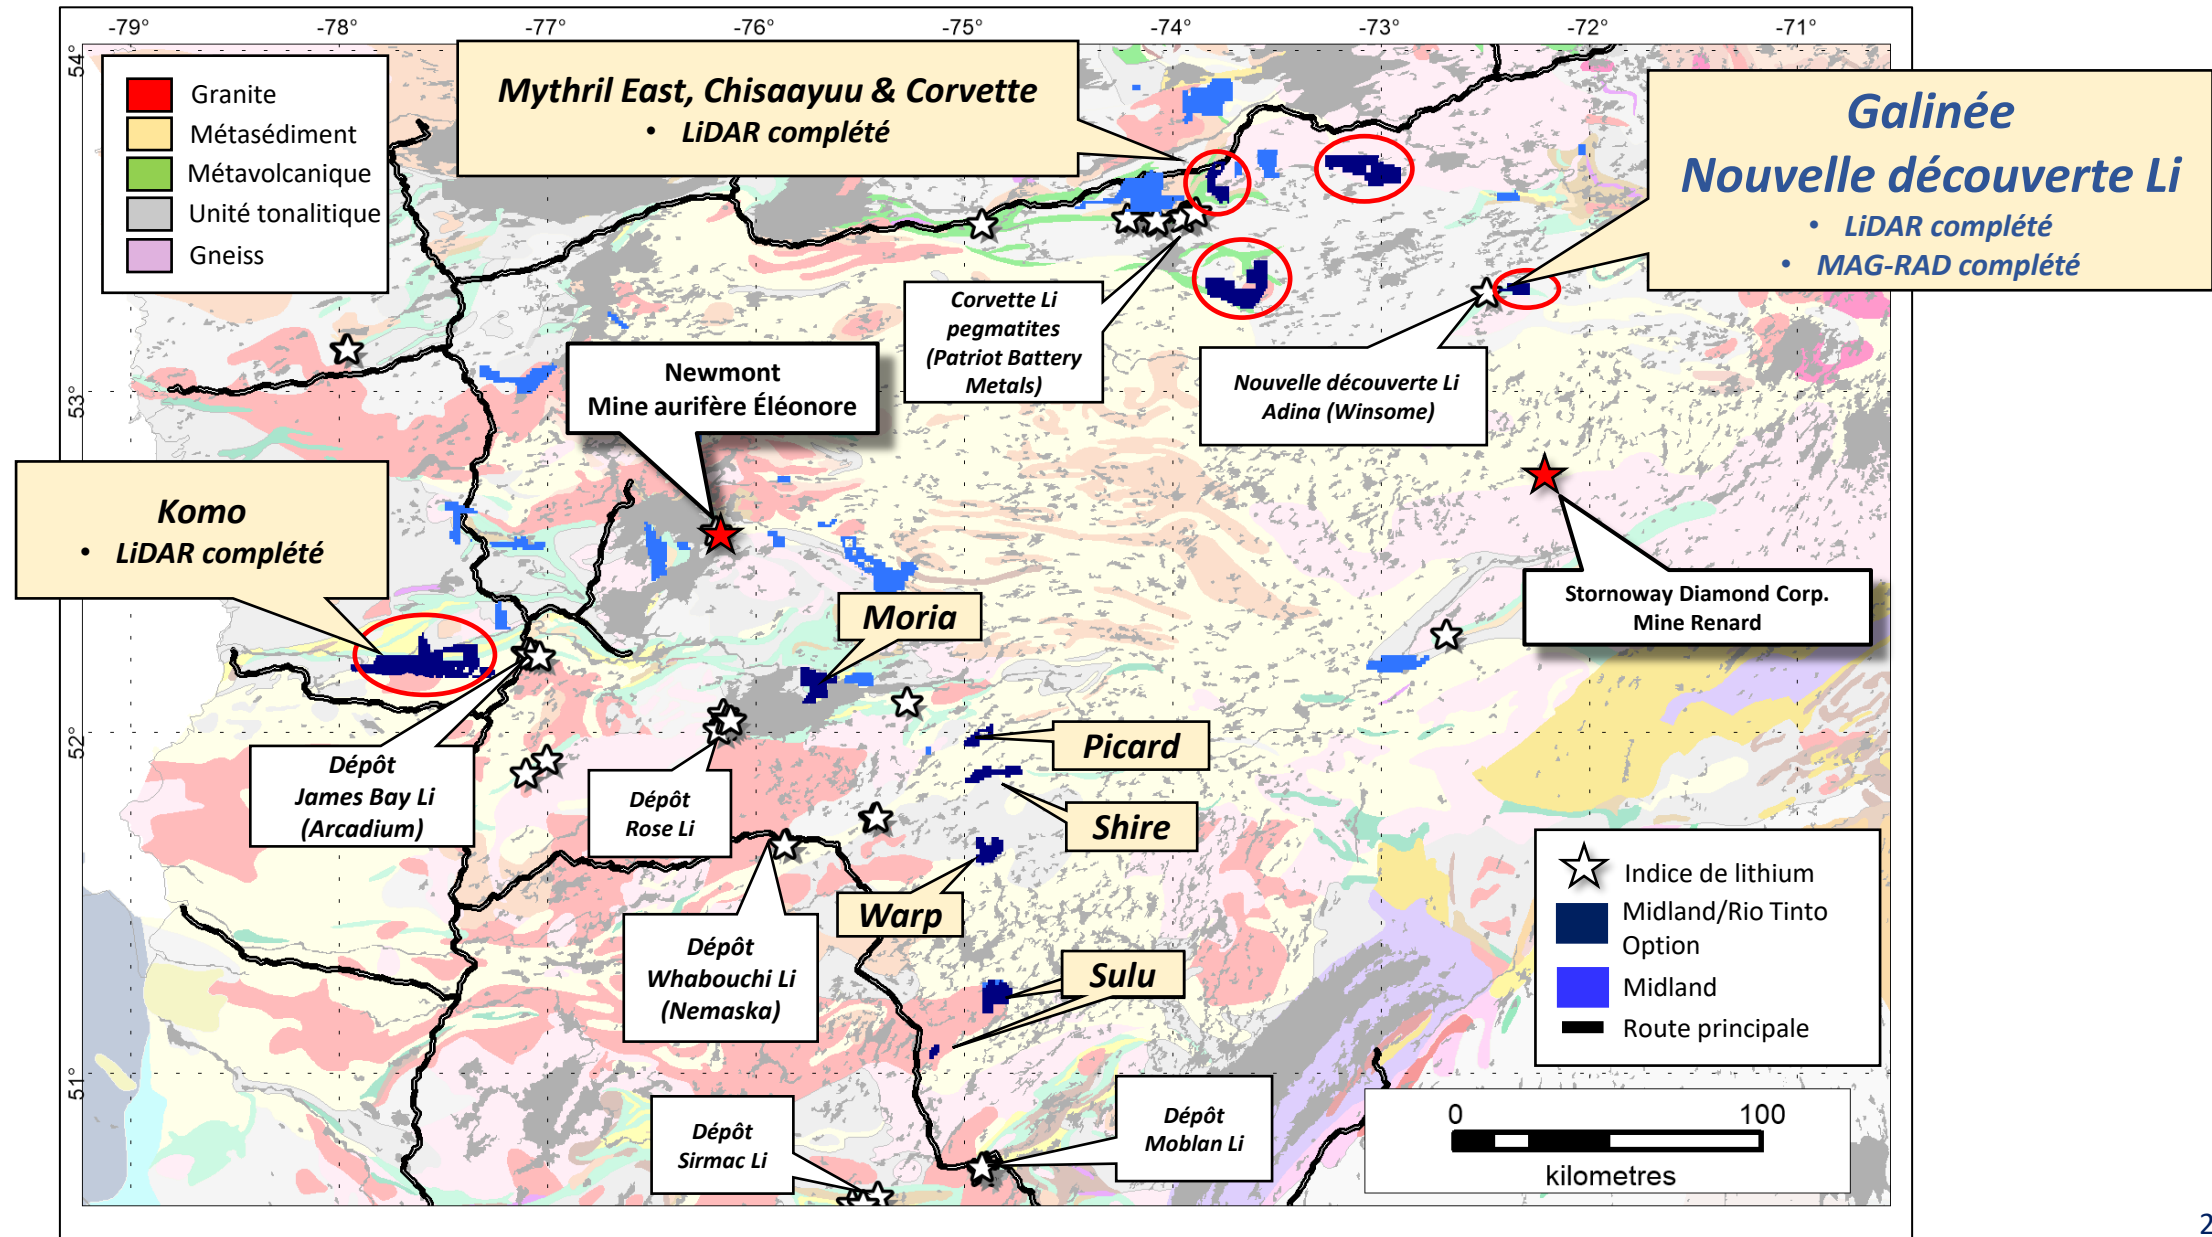 -79°
-78°
-77°
-76°
-75°
-74°
-73°
-72°
-71°
54°
53°
52°
51°
Granite
Métasédiment
Métavolcanique
Unité tonalitique
Gneiss
Mythril East, Chisaayuu & Corvette
• LiDAR complété
Galinée
Nouvelle découverte Li
• LiDAR complété
• MAG-RAD complété
Corvette Li
pegmatites
(Patriot Battery
Metals)
Nouvelle découverte Li
Adina (Winsome)
Newmont
Mine aurifère Éléonore
Komo
• LiDAR complété
Stornoway Diamond Corp.
Mine Renard
Moria
Picard
Shire
Warp
Sulu
Dépôt
James Bay Li
(Arcadium)
Dépôt
Rose Li
Dépôt
Whabouchi Li
(Nemaska)
Dépôt
Sirmac Li
Dépôt
Moblan Li
Indice de lithium
Midland/Rio Tinto
Option
Midland
Route principale
0 100
kilometres
2